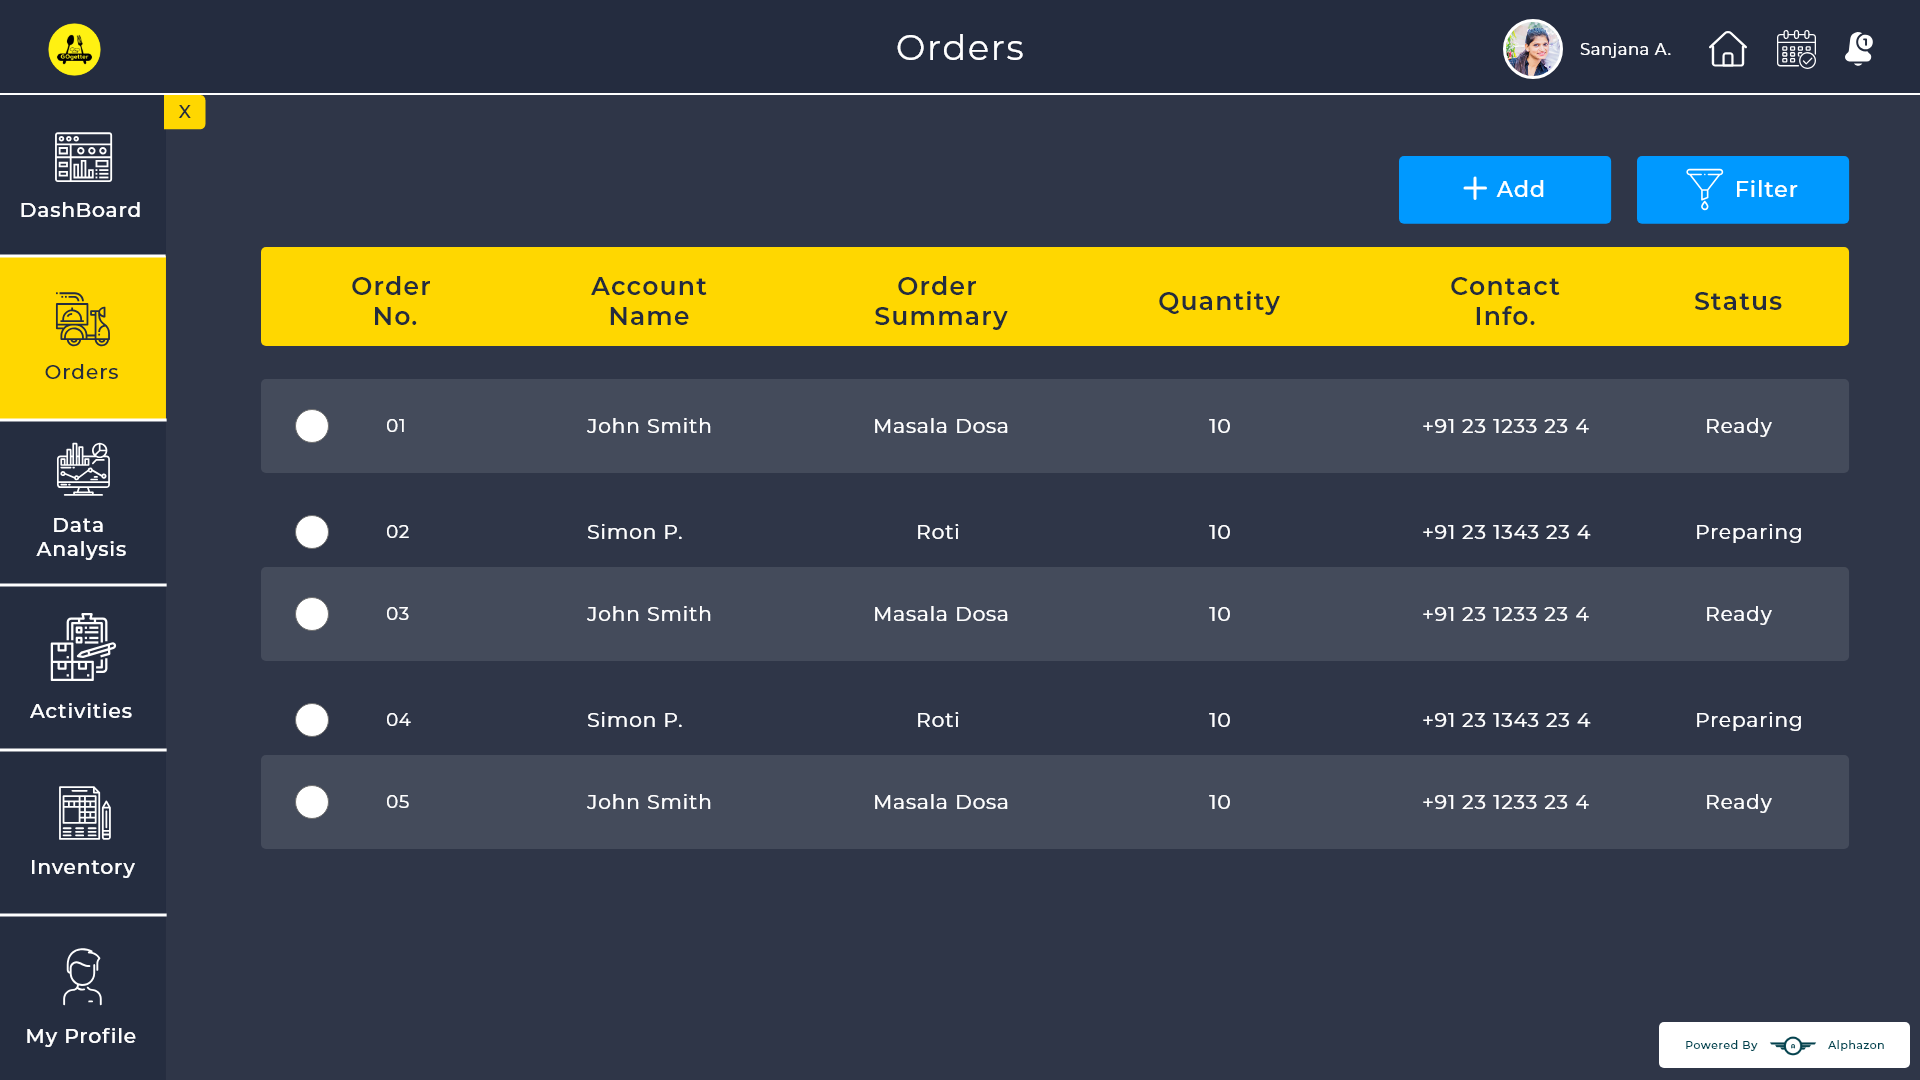 GOgetter
Orders
Sanjana A.
1
X
DashBoard
Orders
Data
Analysis
Activities
Inventory
My Profile
Add
Filter
Order No.
Account Name
Order Summary
Quantity
Contact Info.
Status
01 John Smith Masala Dosa 10 +91 23 1233 23 4 Ready
02 Simon P. Roti 10 +91 23 1343 23 4 Preparing
03 John Smith Masala Dosa 10 +91 23 1233 23 4 Ready
04 Simon P. Roti 10 +91 23 1343 23 4 Preparing
05 John Smith Masala Dosa 10 +91 23 1233 23 4 Ready
Powered By Alphazon